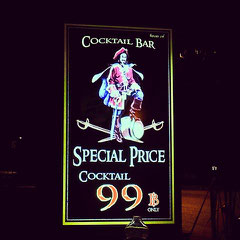 COCKTAIL BAR
SPECIAL PRICE
COCKTAIL
99 B
ONLY